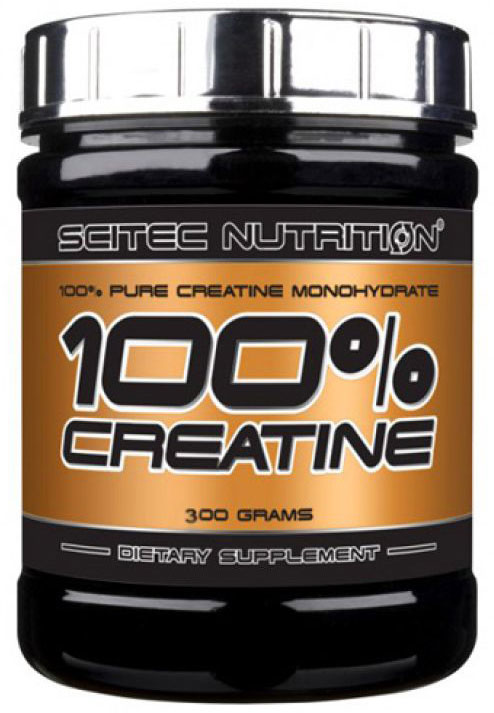 SCITEC NUTRITION®
100% PURE CREATINE MONOHYDRATE
100%
CREATINE
300 GRAMS
DIETARY SUPPLEMENT